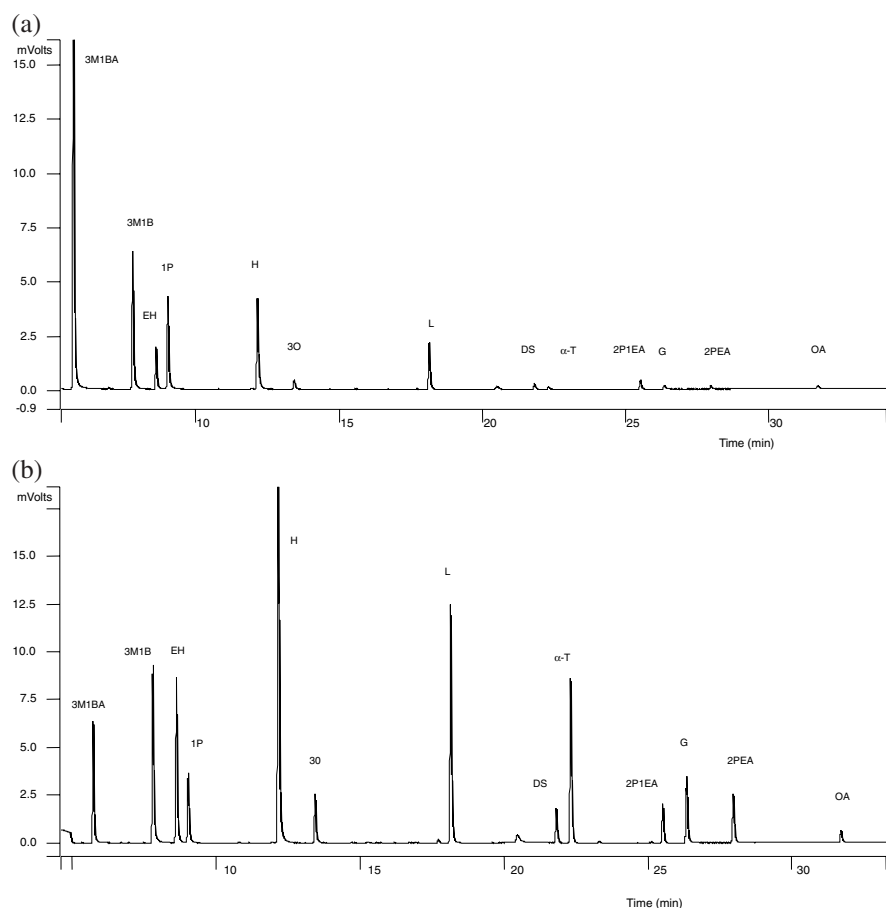 (a)
mVolts
15.0
12.5
10.0
7.5
5.0
2.5
0.0
-0.9
3M1BA
3M1B
EH
1P
H
3O
L
DS
α-T
2P1EA
G
2PEA
OA
10
15
20
25
30
Time (min)
(b)
mVolts
15.0
12.5
10.0
7.5
5.0
2.5
0.0
3M1BA
3M1B
EH
1P
H
30
L
DS
α-T
2P1EA
G
2PEA
OA
10
15
20
25
30
Time (min)